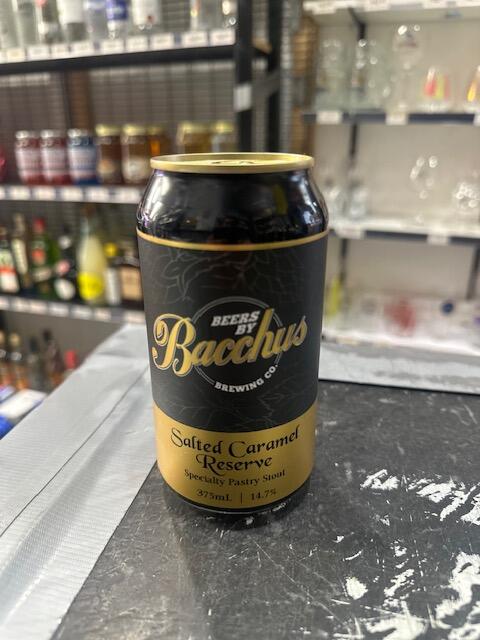 BEERS
BY
Bacchus
BREWING CO.
Salted Caramel
Reserve
Specialty Pastry Stout
375mL | 14.7%